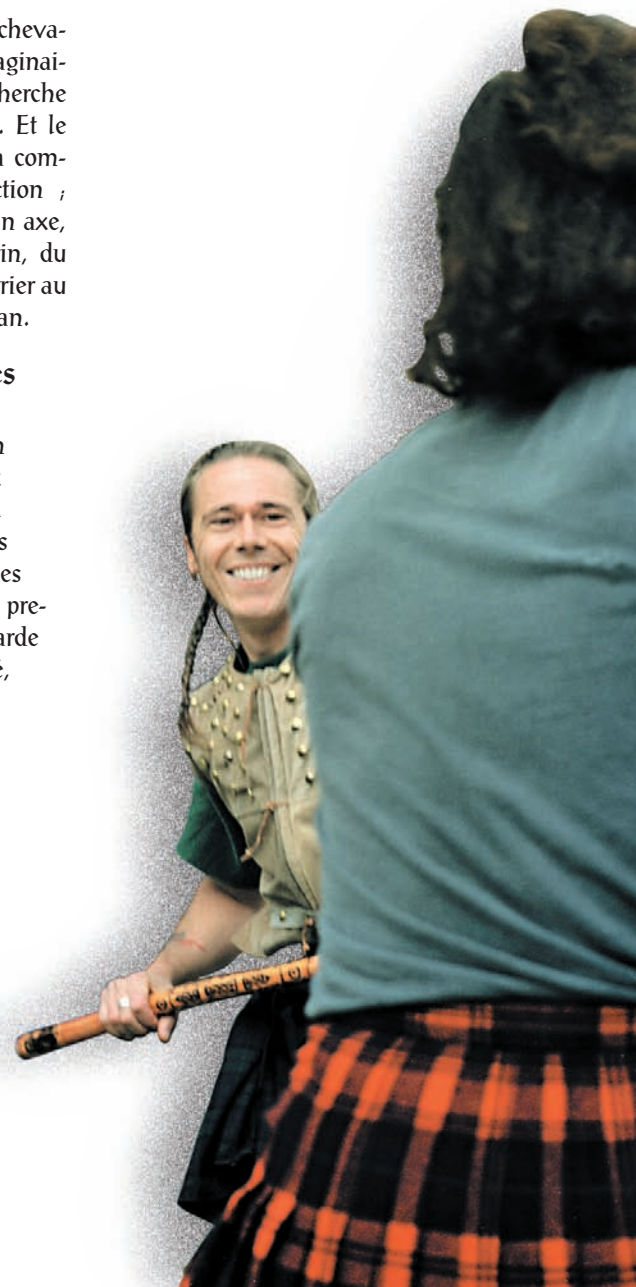 cheva-
aginai-
herche
. Et le
com-
ction ;
n axe,
in, du
rier au
an.
es
n
s
es
pre-
arde